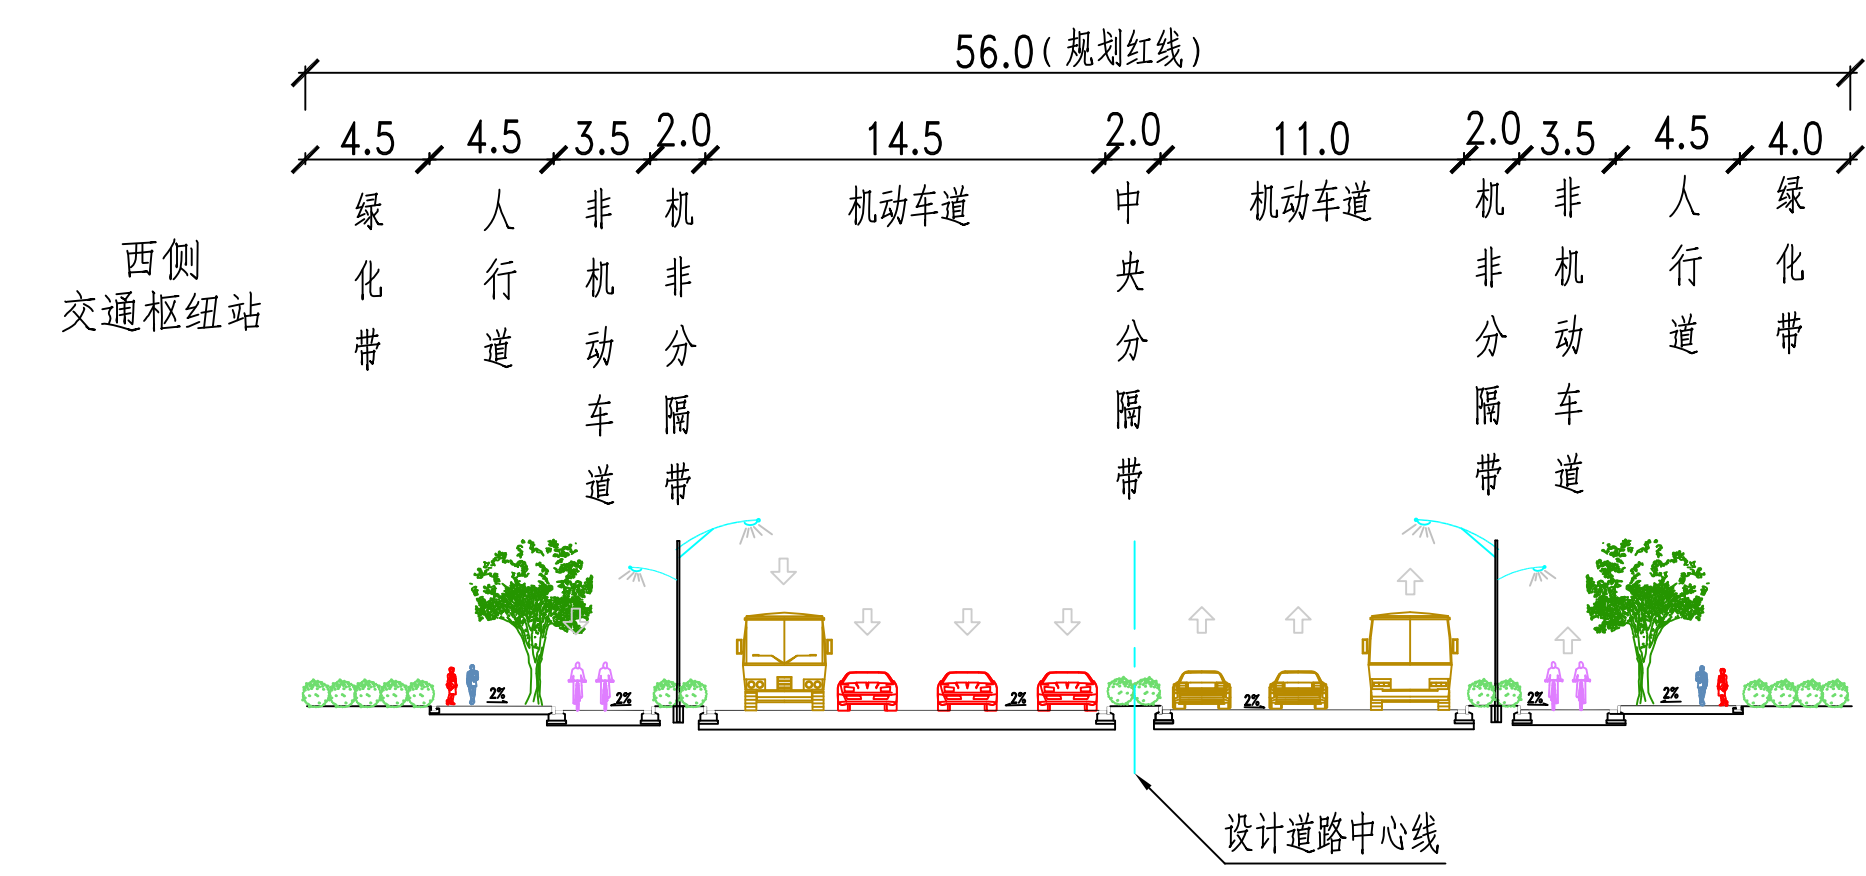 56.0(规划红线)
4.5 4.5 3.5 2.0 14.5 2.0 11.0 2.0 3.5 4.5 4.0
西侧
交通枢纽站
绿化带
人行道
非机动车道
机非分隔带
机动车道
中央分隔带
机动车道
机非分隔带
非机动车道
人行道
绿化带
2% 2% 2% 2% 2% 2%
设计道路中心线